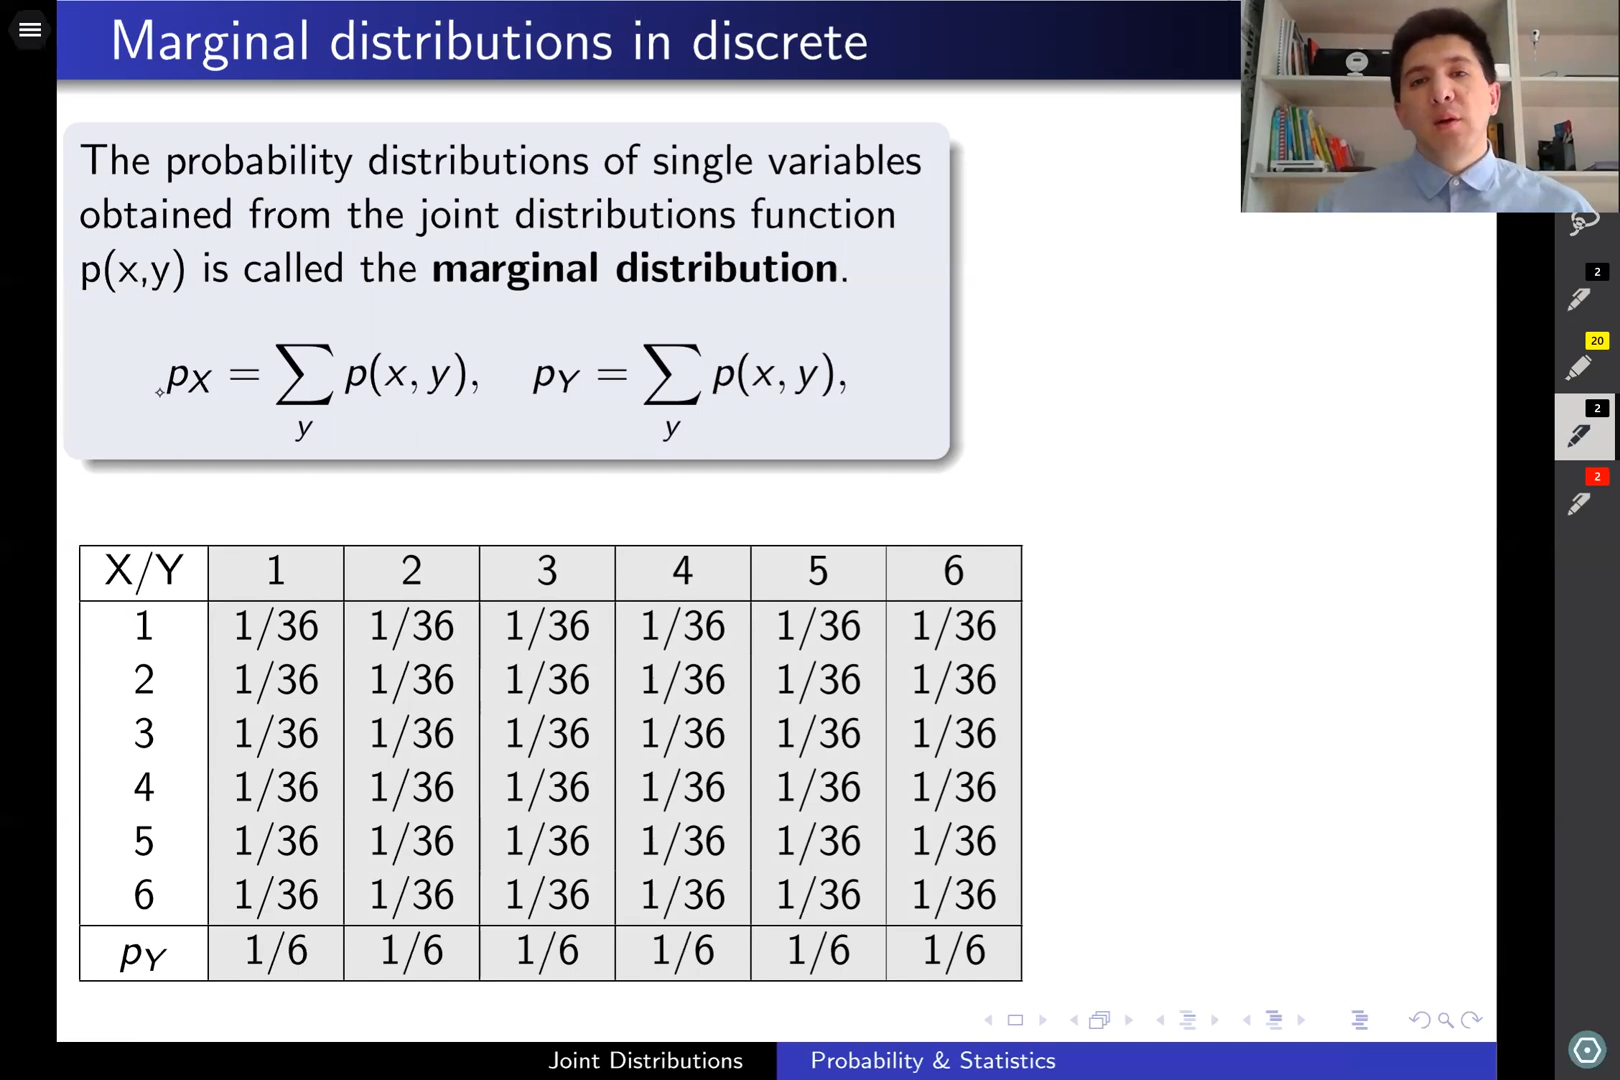 Marginal distributions in discrete
The probability distributions of single variables
obtained from the joint distributions function
p(x,y) is called the marginal distribution.
p_X = ∑_y p(x, y),   p_Y = ∑_y p(x, y),
X/Y 1 2 3 4 5 6
1 1/36 1/36 1/36 1/36 1/36 1/36
2 1/36 1/36 1/36 1/36 1/36 1/36
3 1/36 1/36 1/36 1/36 1/36 1/36
4 1/36 1/36 1/36 1/36 1/36 1/36
5 1/36 1/36 1/36 1/36 1/36 1/36
6 1/36 1/36 1/36 1/36 1/36 1/36
p_Y 1/6 1/6 1/6 1/6 1/6 1/6
Joint Distributions
Probability & Statistics
2
20
2
2